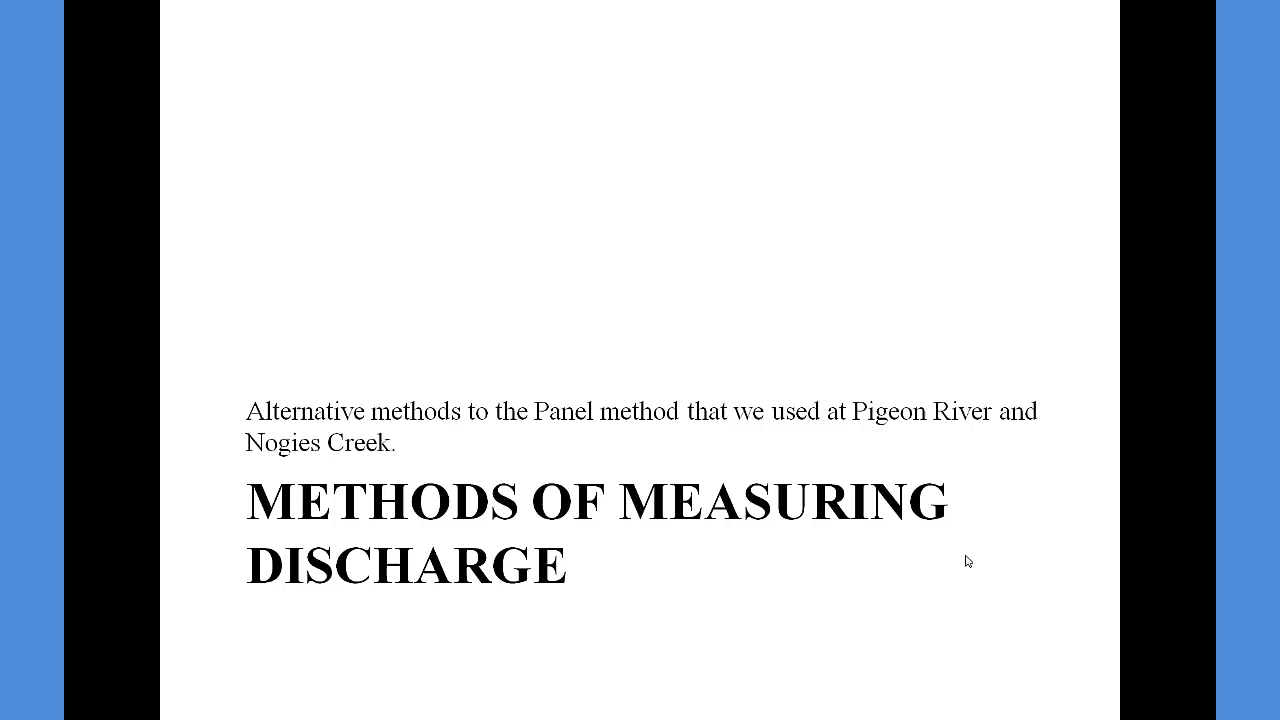 Alternative methods to the Panel method that we used at Pigeon River and
Nogies Creek.
METHODS OF MEASURING
DISCHARGE